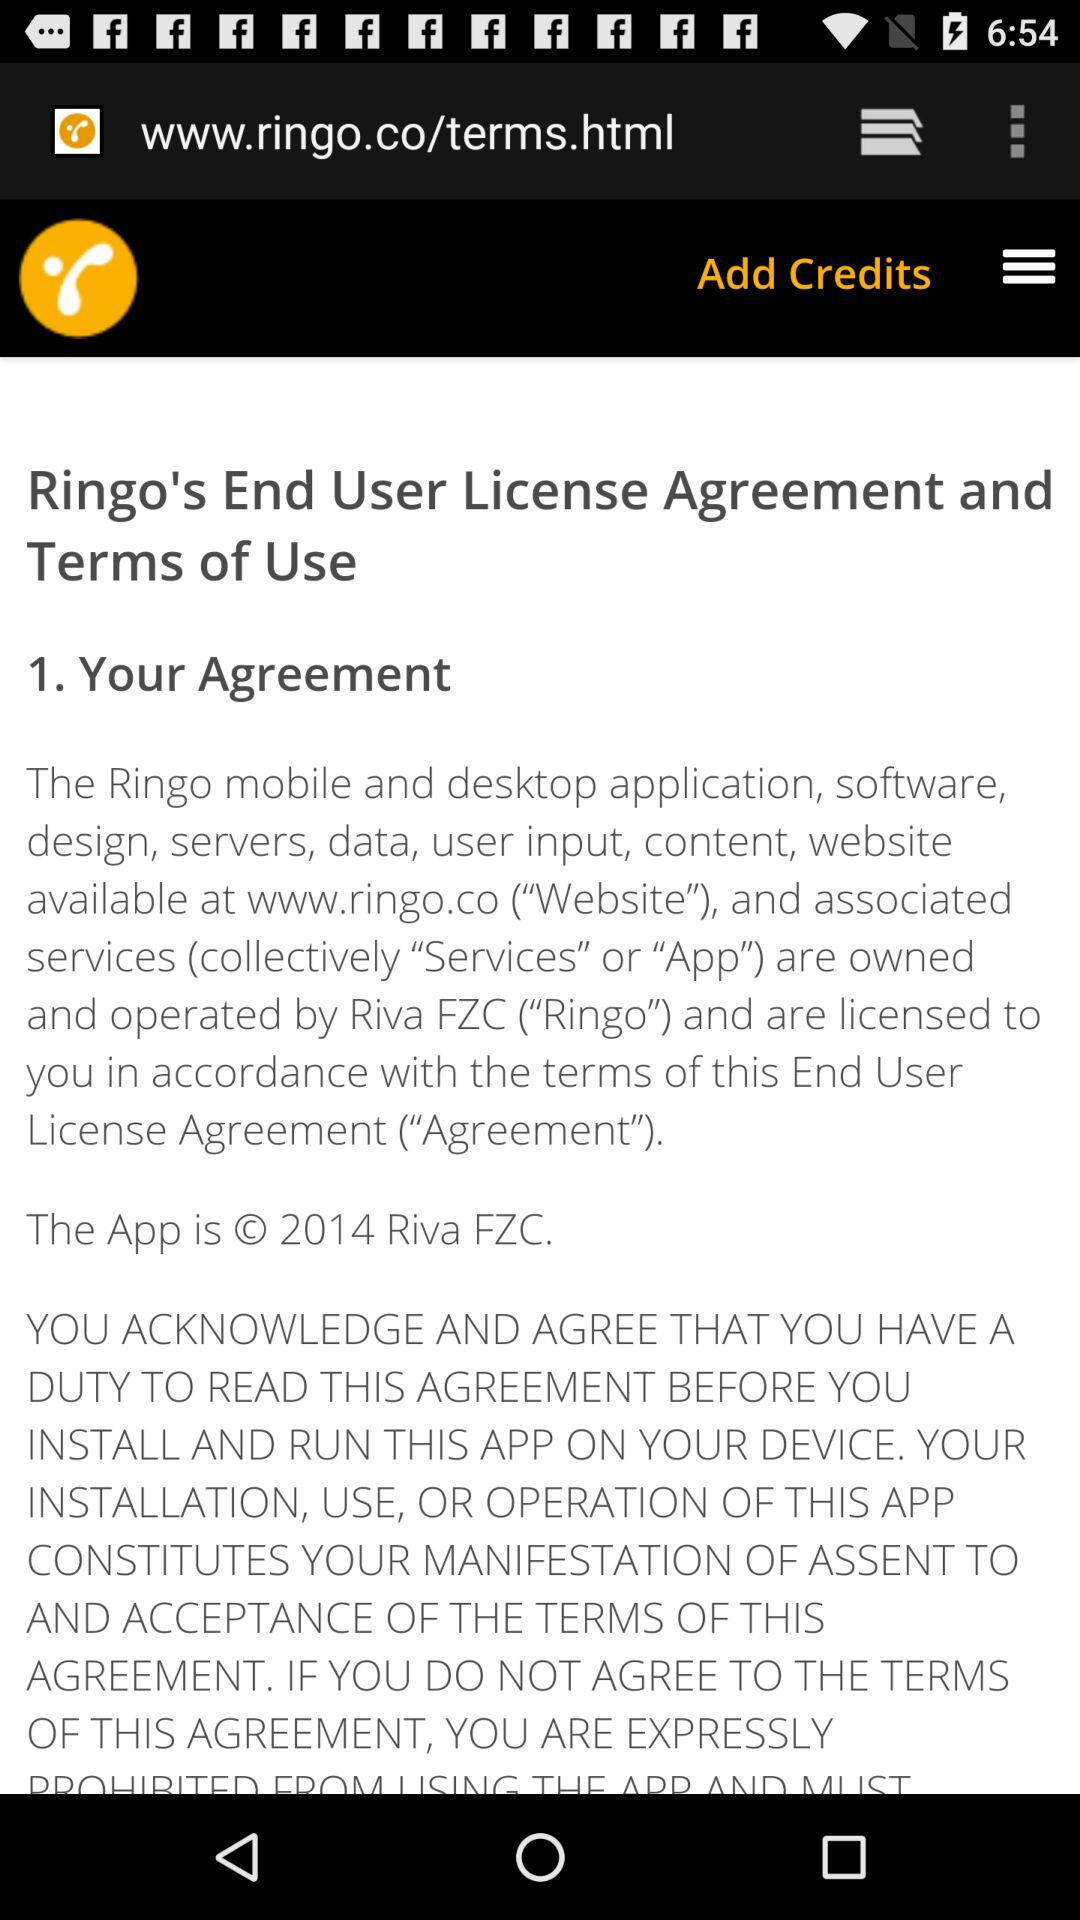 6:54
www.ringo.co/terms.html
Add Credits
Ringo's End User License Agreement and
Terms of Use
1. Your Agreement
The Ringo mobile and desktop application, software,
design, servers, data, user input, content, website
available at www.ringo.co (“Website”), and associated
services (collectively “Services” or “App”) are owned
and operated by Riva FZC (“Ringo”) and are licensed to
you in accordance with the terms of this End User
License Agreement (“Agreement”).
The App is © 2014 Riva FZC.
YOU ACKNOWLEDGE AND AGREE THAT YOU HAVE A
DUTY TO READ THIS AGREEMENT BEFORE YOU
INSTALL AND RUN THIS APP ON YOUR DEVICE. YOUR
INSTALLATION, USE, OR OPERATION OF THIS APP
CONSTITUTES YOUR MANIFESTATION OF ASSENT TO
AND ACCEPTANCE OF THE TERMS OF THIS
AGREEMENT. IF YOU DO NOT AGREE TO THE TERMS
OF THIS AGREEMENT, YOU ARE EXPRESSLY
PROHIBITED FROM USING THE APP AND MUST